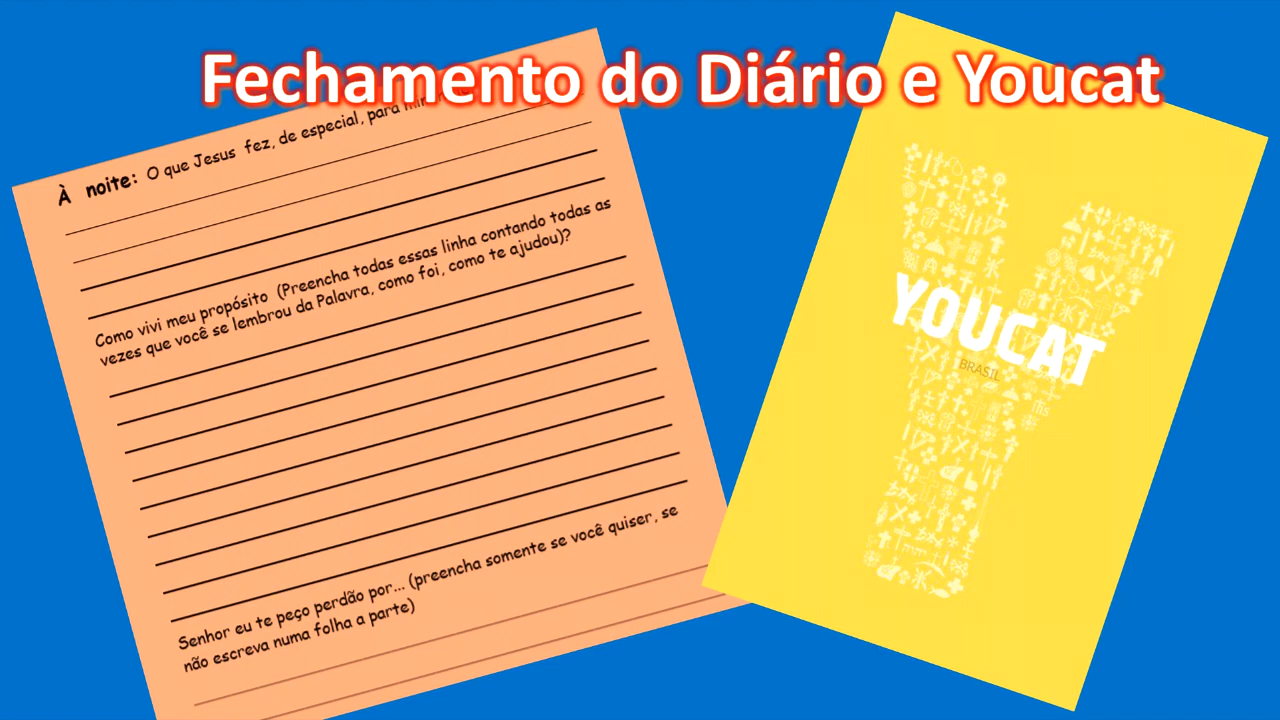 Fechamento do Diário e Youcat
À noite: O que Jesus fez, de especial, para
Como vivi meu propósito (Preencha todas essas linha contando todas as
vezes que você se lembrou da Palavra, como foi, como te ajudou)?
Senhor eu te peço perdão por... (preencha somente se você quiser, se
não escreva numa folha a parte)
YOUCAT
BRASIL